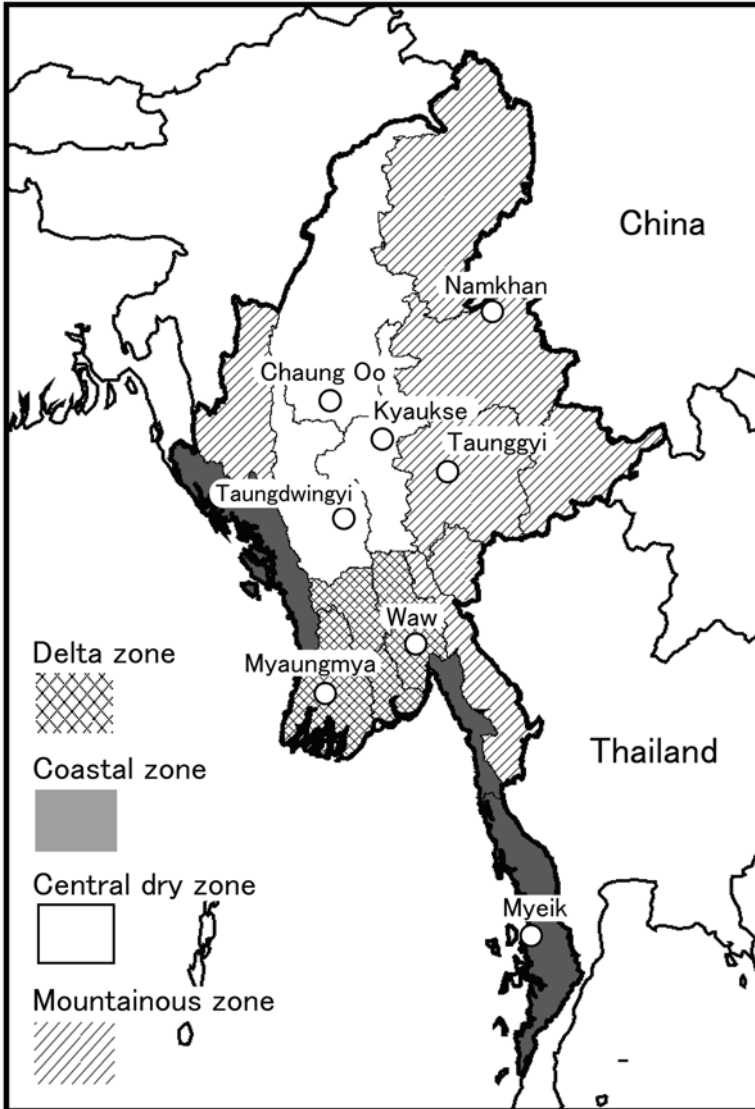 China
Namkhan
Chaung Oo
Kyaukse
Taunggyi
Taungdwingyi
Waw
Delta zone
Myaungmya
Thailand
Coastal zone
Central dry zone
Myeik
Mountainous zone